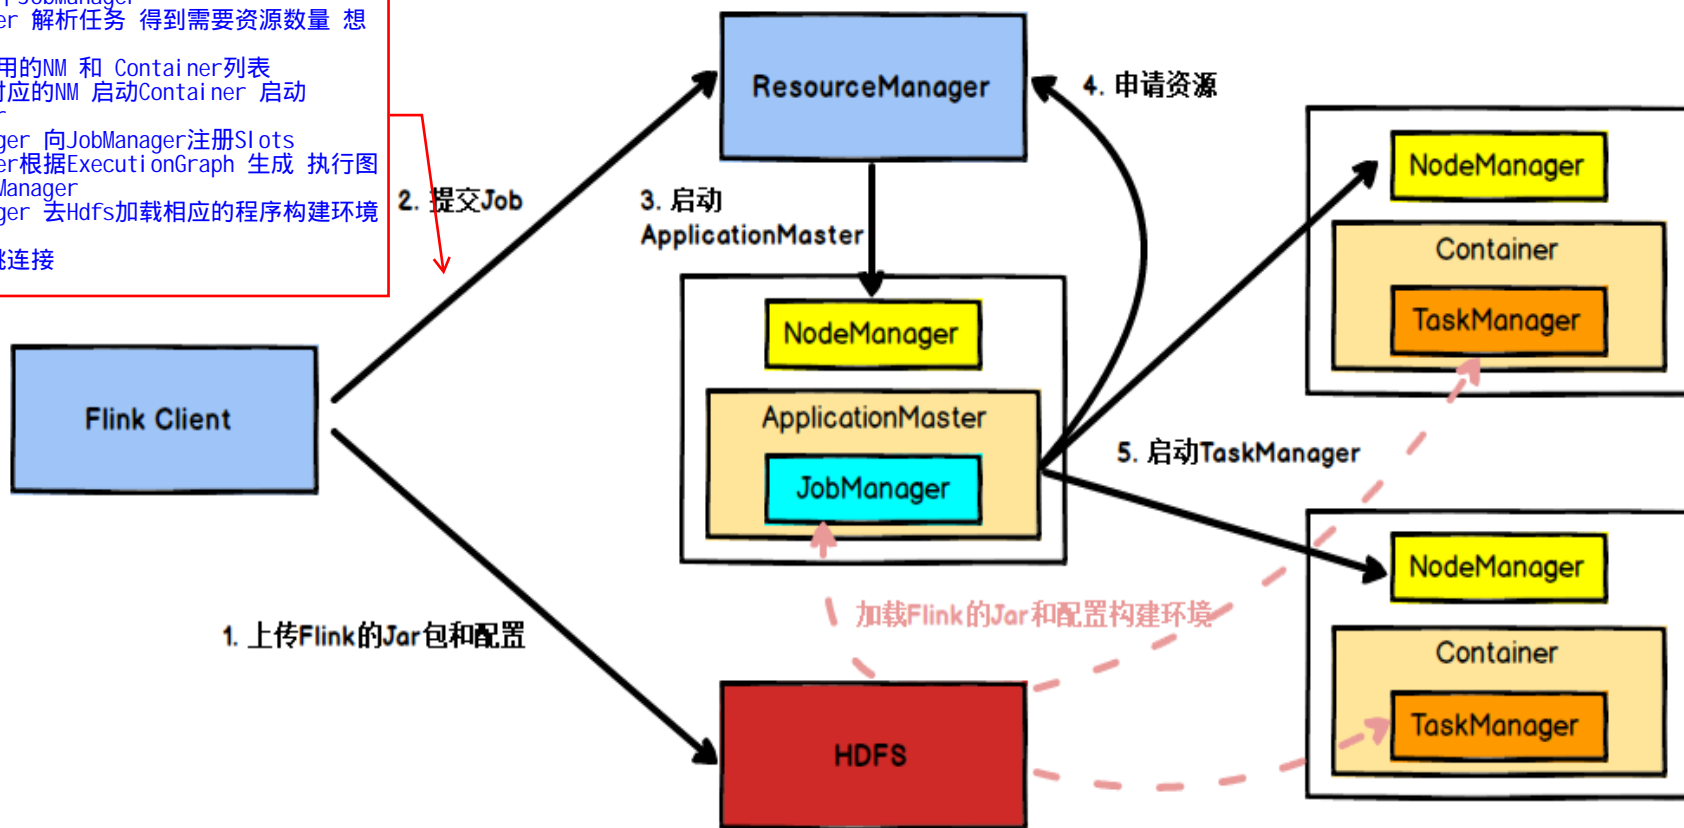 er 解析任务 得到需要资源数量 想
用的NM 和 Container列表
对应的NM 启动Container 启动
ger 向JobManager注册Slots
er根据ExecutionGraph 生成 执行图
Manager
ger 去Hdfs加载相应的程序构建环境
连接
ResourceManager
4. 申请资源
NodeManager
Container
TaskManager
2. 提交Job
3. 启动
ApplicationMaster
NodeManager
ApplicationMaster
JobManager
Flink Client
5. 启动TaskManager
NodeManager
Container
TaskManager
加载Flink的Jar和配置构建环境
1. 上传Flink的Jar包和配置
HDFS